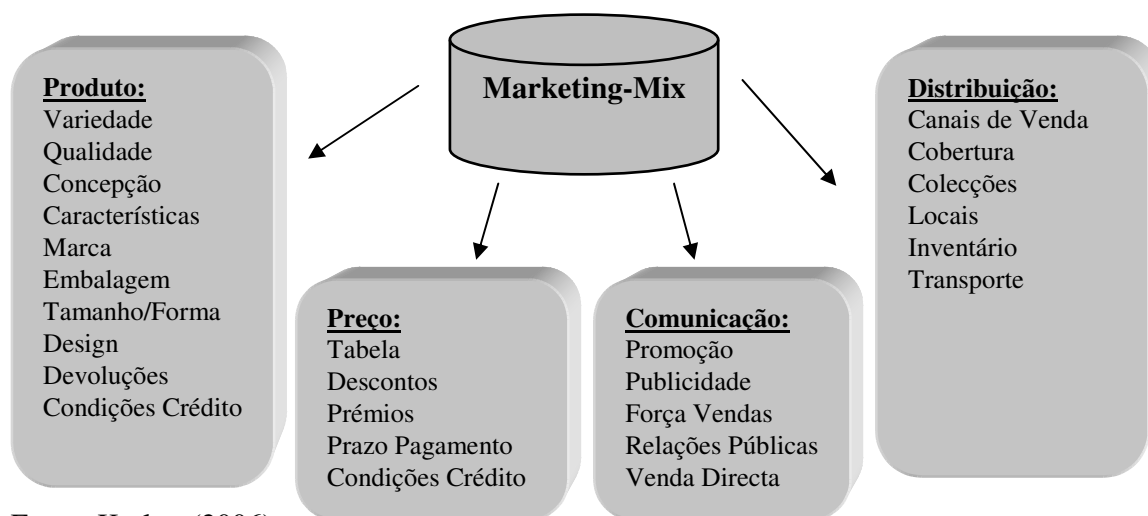 Marketing-Mix
Produto:
Variedade
Qualidade
Concepção
Características
Marca
Embalagem
Tamanho/Forma
Design
Devoluções
Condições Crédito
Preço:
Tabela
Descontos
Prémios
Prazo Pagamento
Condições Crédito
Comunicação:
Promoção
Publicidade
Força Vendas
Relações Públicas
Venda Directa
Distribuição:
Canais de Venda
Cobertura
Colecções
Locais
Inventário
Transporte